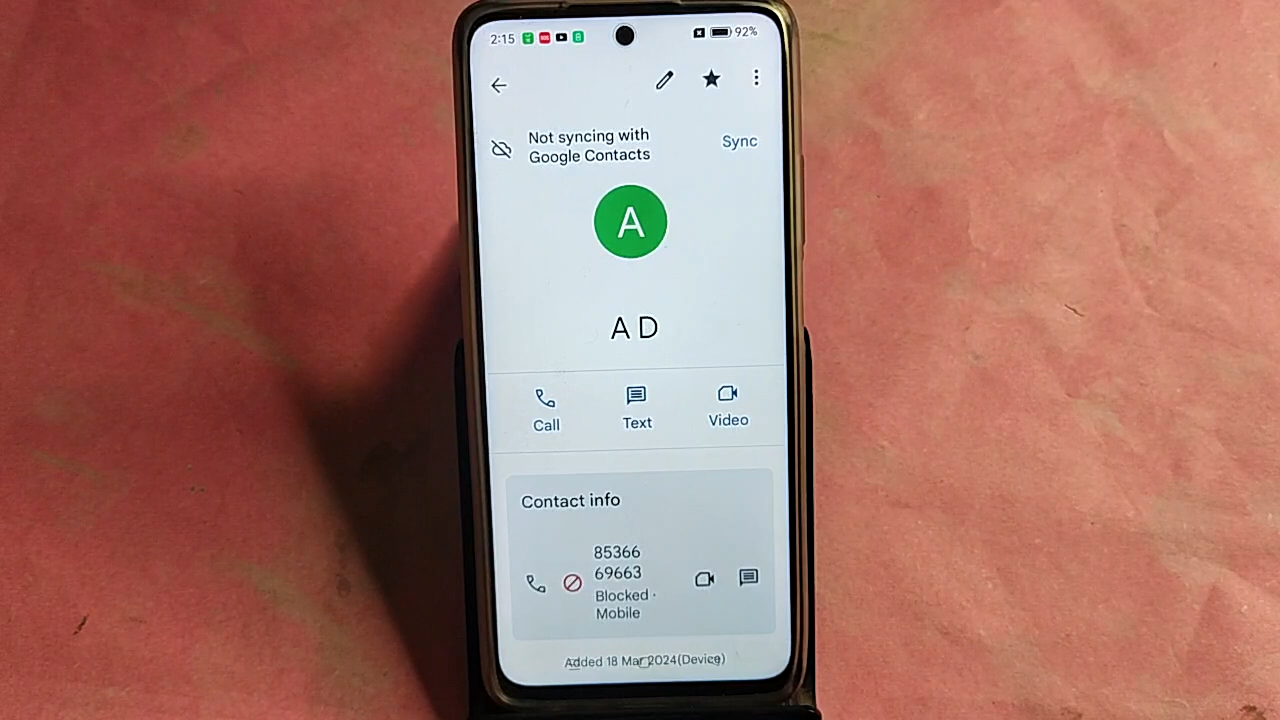 2:15 92%
Not syncing with
Google Contacts
Sync
A
A D
Call Text Video
Contact info
85366
69663
Blocked ·
Mobile
Added 18 Mar 2024(Device)